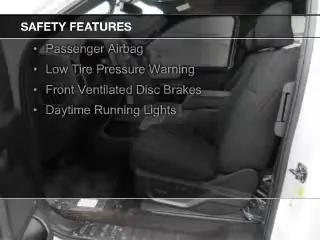 SAFETY FEATURES
• Passenger Airbag
• Low Tire Pressure Warning
• Front Ventilated Disc Brakes
• Daytime Running Lights